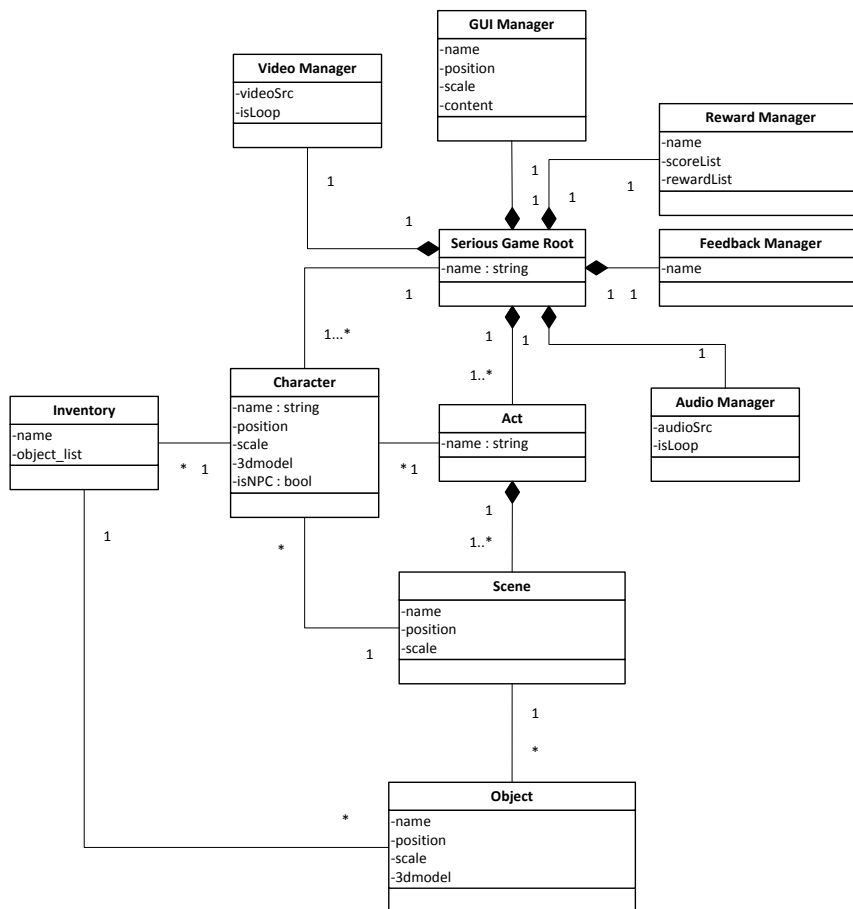 GUI Manager
-name
-position
-scale
-content
Video Manager
-videoSrc
-isLoop
Reward Manager
-name
-scoreList
-rewardList
1
1
1
1
1
1
1
Serious Game Root
-name : string
Feedback Manager
-name
1
1
1
1
1
1
1...*
1..*
Character
-name : string
-position
-scale
-3dmodel
-isNPC : bool
Inventory
-name
-object_list
Act
-name : string
Audio Manager
-audioSrc
-isLoop
*
1
*
1
1
1
*
1..*
Scene
-name
-position
-scale
1
1
*
Object
-name
-position
-scale
-3dmodel
*